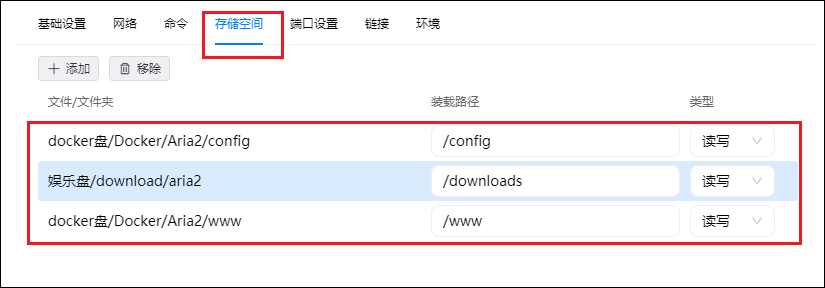 基础设置 网络 命令 存储空间 端口设置 链接 环境
添加 移除
文件/文件夹 装载路径 类型
docker盘/Docker/Aria2/config /config 读写
娱乐盘/download/aria2 /downloads 读写
docker盘/Docker/Aria2/www /www 读写